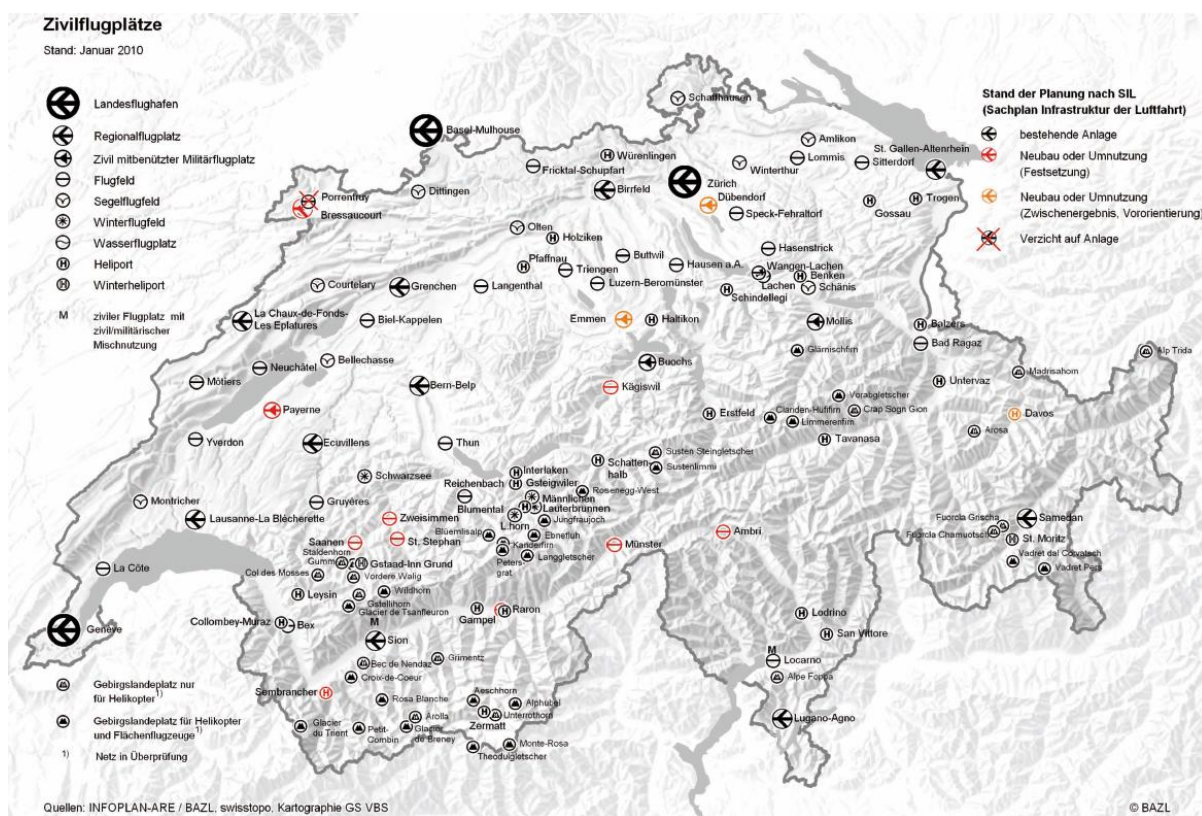 Zivilflugplätze
Stand: Januar 2010
Landesflughafen
Regionalflugplatz
Zivil mitbenützter Militärflugplatz
Flugfeld
Segelflugfeld
Winterflugfeld
Wasserflugplatz
Heliport
Winterheliport
M ziviler Flugplatz mit
zivil/militärischer
Mischnutzung
Stand der Planung nach SIL
(Sachplan Infrastruktur der Luftfahrt)
bestehende Anlage
Neubau oder Umnutzung
(Festsetzung)
Neubau oder Umnutzung
(Zwischenergebnis, Vororientierung)
Verzicht auf Anlage
Schaffhausen
Basel-Mulhouse
Würenlingen
Fricktal-Schupfart
Amlikon
Lommis
Winterthur
St. Gallen-Altenrhein
Sitterdorf
Zürich
Dübendorf
Birrfeld
Dittingen
Porrentruy
Bressaucourt
Speck-Fehraltorf
Gossau
Trogen
Olten
Holziken
Pfaffnau
Triengen
Buttwil
Hausen a.A.
Hasenstrick
Wangen-Lachen
Lachen
Benken
Schänis
Schindellegi
Courtelary
Grenchen
Langenthal
Luzern-Beromünster
La Chaux-de-Fonds-
Les Eplatures
Biel-Kappelen
Emmen
Haltikon
Mollis
Balzers
Bad Ragaz
Glärnischfirn
Alp Trida
Madrisahorn
Neuchâtel
Bellechasse
Buochs
Môtiers
Bern-Belp
Kägiswil
Untervaz
Vorabgletscher
Crap Sogn Gion
Clariden-Hüfifirn
Limmerenfirn
Payerne
Erstfeld
Davos
Arosa
Tavanasa
Yverdon
Ecuvillens
Thun
Susten Steingletscher
Sustenlimmi
Schatten
halb
Interlaken
Gsteigwiler
Schwarzsee
Reichenbach
Rosenegg-West
Männlichen
Lauterbrunnen
Blumental
Montricher
Gruyères
Jungfraujoch
Lausanne-La Blécherette
Zweisimmen
L.horn
Ebnefluh
Blüemlisalp
Kanderfirn
Peters-
grat
Langgletscher
Münster
Ambri
Fuorcla Grischa
Samedan
Fuorcla Chamuotsch
St. Moritz
Vadret dal Corvatsch
Vadret Pers
Saanen
St. Stephan
Staldenhorn
Gumm
Gstaad-Inn Grund
Col des Mosses
Vordere Walig
Wildhorn
La Côte
Leysin
Gstellihorn
Glacier de Tsanfleuron
Gampel
Raron
Lodrino
San Vittore
Collombey-Muraz
Bex
M
Sion
Genève
M
Locarno
Alpe Foppa
Lugano-Agno
Bec de Nendaz
Grimentz
Croix-de-Coeur
Sembrancher
Rosa Blanche
Aeschhorn
Alphubel
Arolla
Zermatt
Unterrothorn
Glacier
du Trient
Petit-
Combin
Glacier
de Breney
Monte-Rosa
Theodulgletscher
Gebirgslandeplatz nur
für Helikopter 1)
Gebirgslandeplatz für Helikopter
und Flächenflugzeuge 1)
1) Netz in Überprüfung
Quellen: INFOPLAN-ARE / BAZL, swisstopo, Kartographie GS VBS
© BAZL